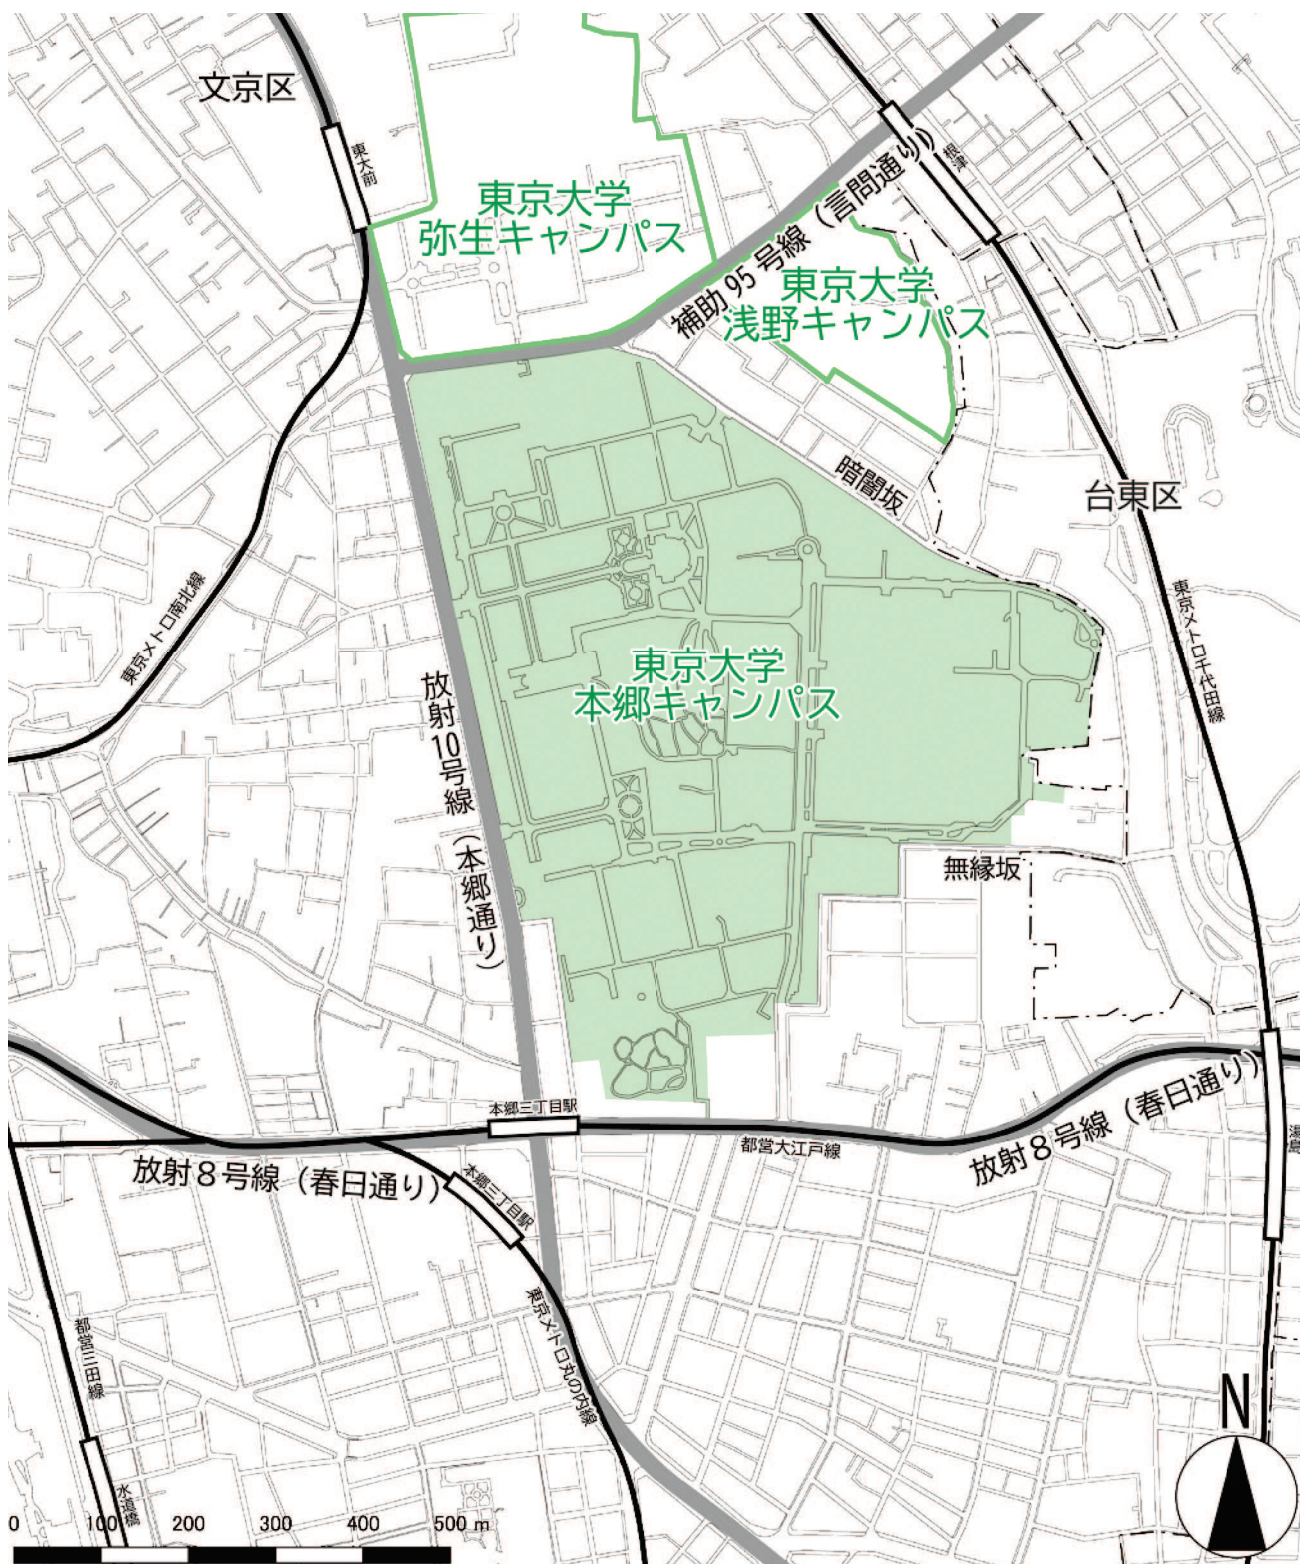 文京区
東大前
根津
東京大学
弥生キャンパス
補助95号線（言問通り）
東京大学
浅野キャンパス
暗闇坂
台東区
東京メトロ南北線
東京メトロ千代田線
東京大学
本郷キャンパス
放射10号線（本郷通り）
無縁坂
本郷三丁目駅
都営大江戸線
放射８号線（春日通り）
放射８号線（春日通り）
本郷三丁目駅
湯島
東京メトロ丸の内線
都営三田線
水道橋
N
0 100 200 300 400 500 m